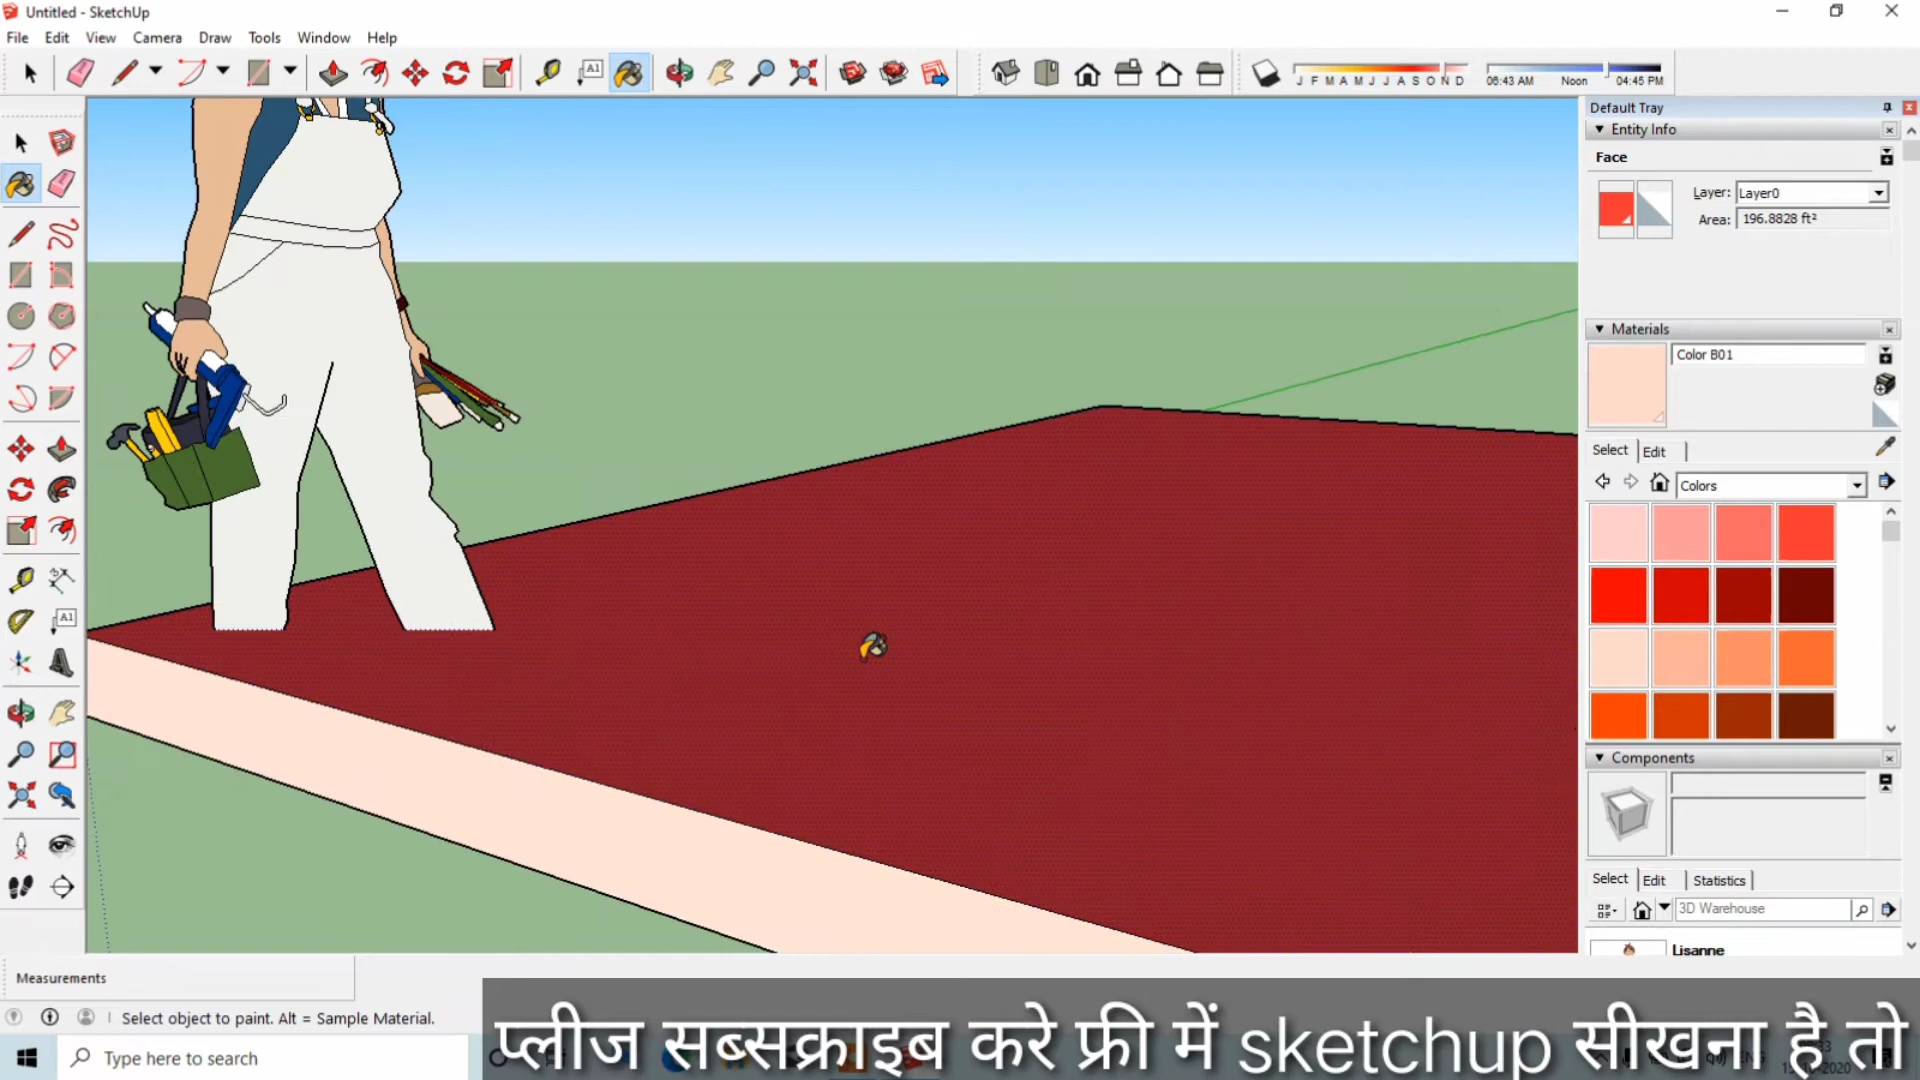 Untitled - SketchUp
File Edit View Camera Draw Tools Window Help
J F M A M J J A S O N D 06:43 AM Noon 04:45 PM
Default Tray
Entity Info
Face
Layer: Layer0
Area: 196.8828 ft²
Materials
Color B01
Select Edit
Colors
Components
Select Edit Statistics
3D Warehouse
Lisanne
Measurements
Select object to paint. Alt = Sample Material.
Type here to search
प्लीज सब्सक्राइब करे फ्री में sketchup सीखना है तो